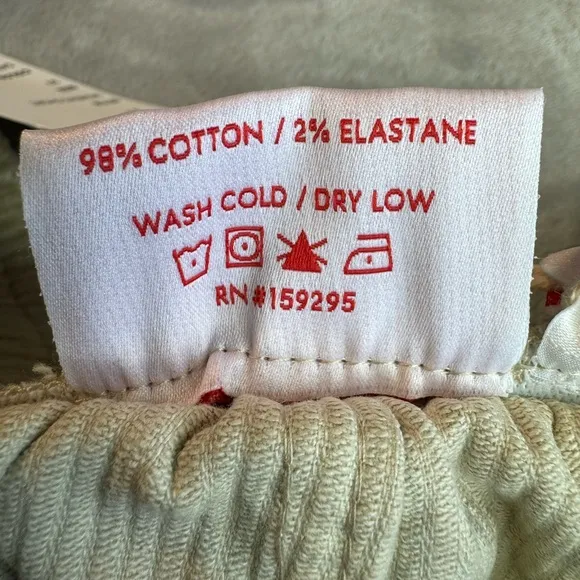 98% COTTON / 2% ELASTANE
WASH COLD / DRY LOW
RN #159295